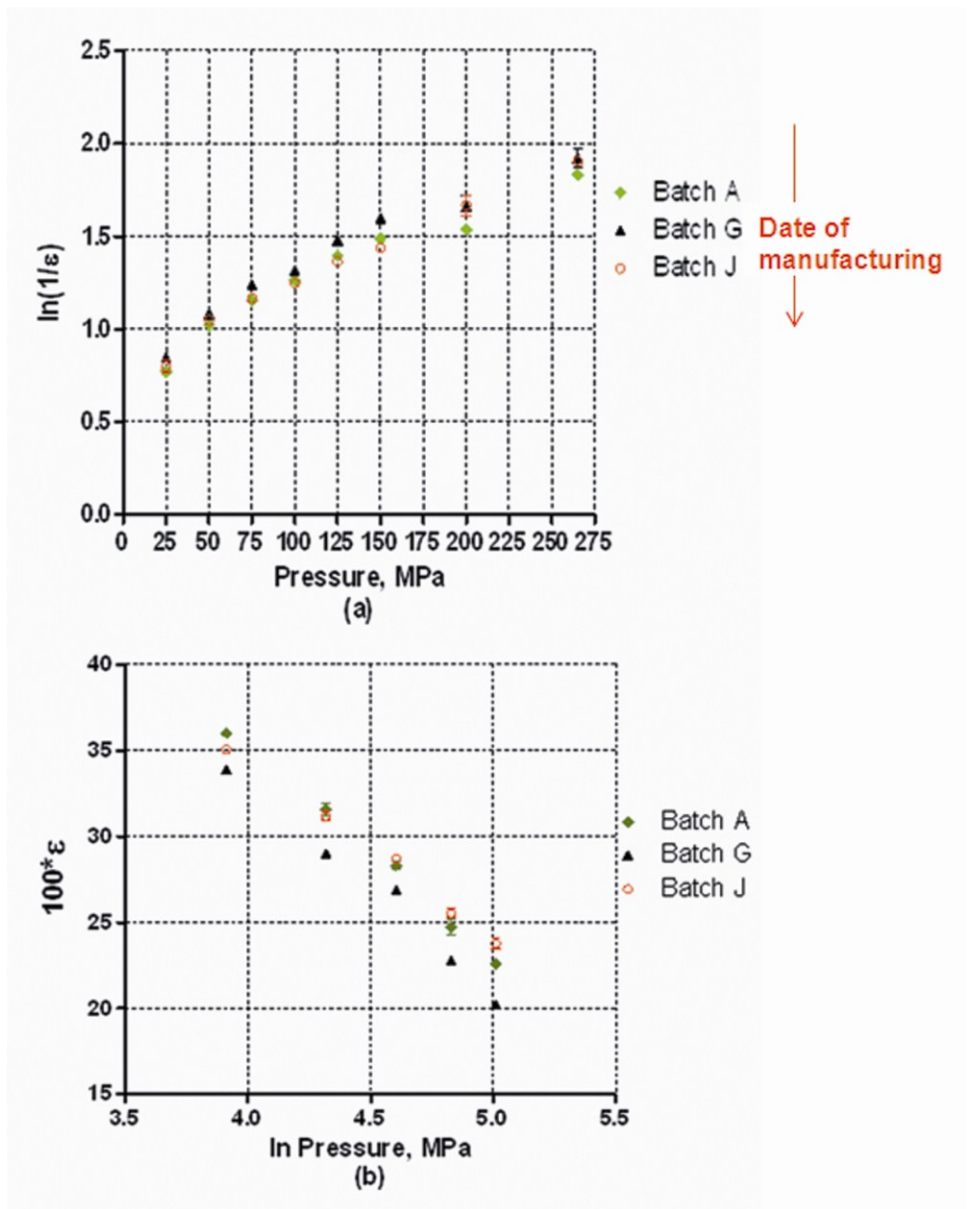 2.5
2.0
1.5
1.0
0.5
0.0
ln(1/ε)
0 25 50 75 100 125 150 175 200 225 250 275
Pressure, MPa
(a)
Batch A
Batch G
Batch J
Date of
manufacturing
40
35
30
25
20
15
100*ε
3.5 4.0 4.5 5.0 5.5
ln Pressure, MPa
(b)
Batch A
Batch G
Batch J